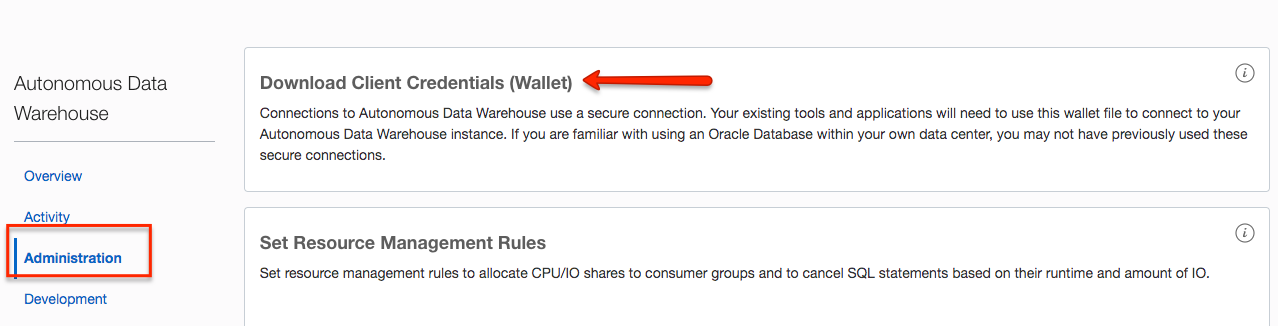 Autonomous Data
Warehouse
Overview
Activity
Administration
Development
Download Client Credentials (Wallet)
Connections to Autonomous Data Warehouse use a secure connection. Your existing tools and applications will need to use this wallet file to connect to your
Autonomous Data Warehouse instance. If you are familiar with using an Oracle Database within your own data center, you may not have previously used these
secure connections.
Set Resource Management Rules
Set resource management rules to allocate CPU/IO shares to consumer groups and to cancel SQL statements based on their runtime and amount of IO.